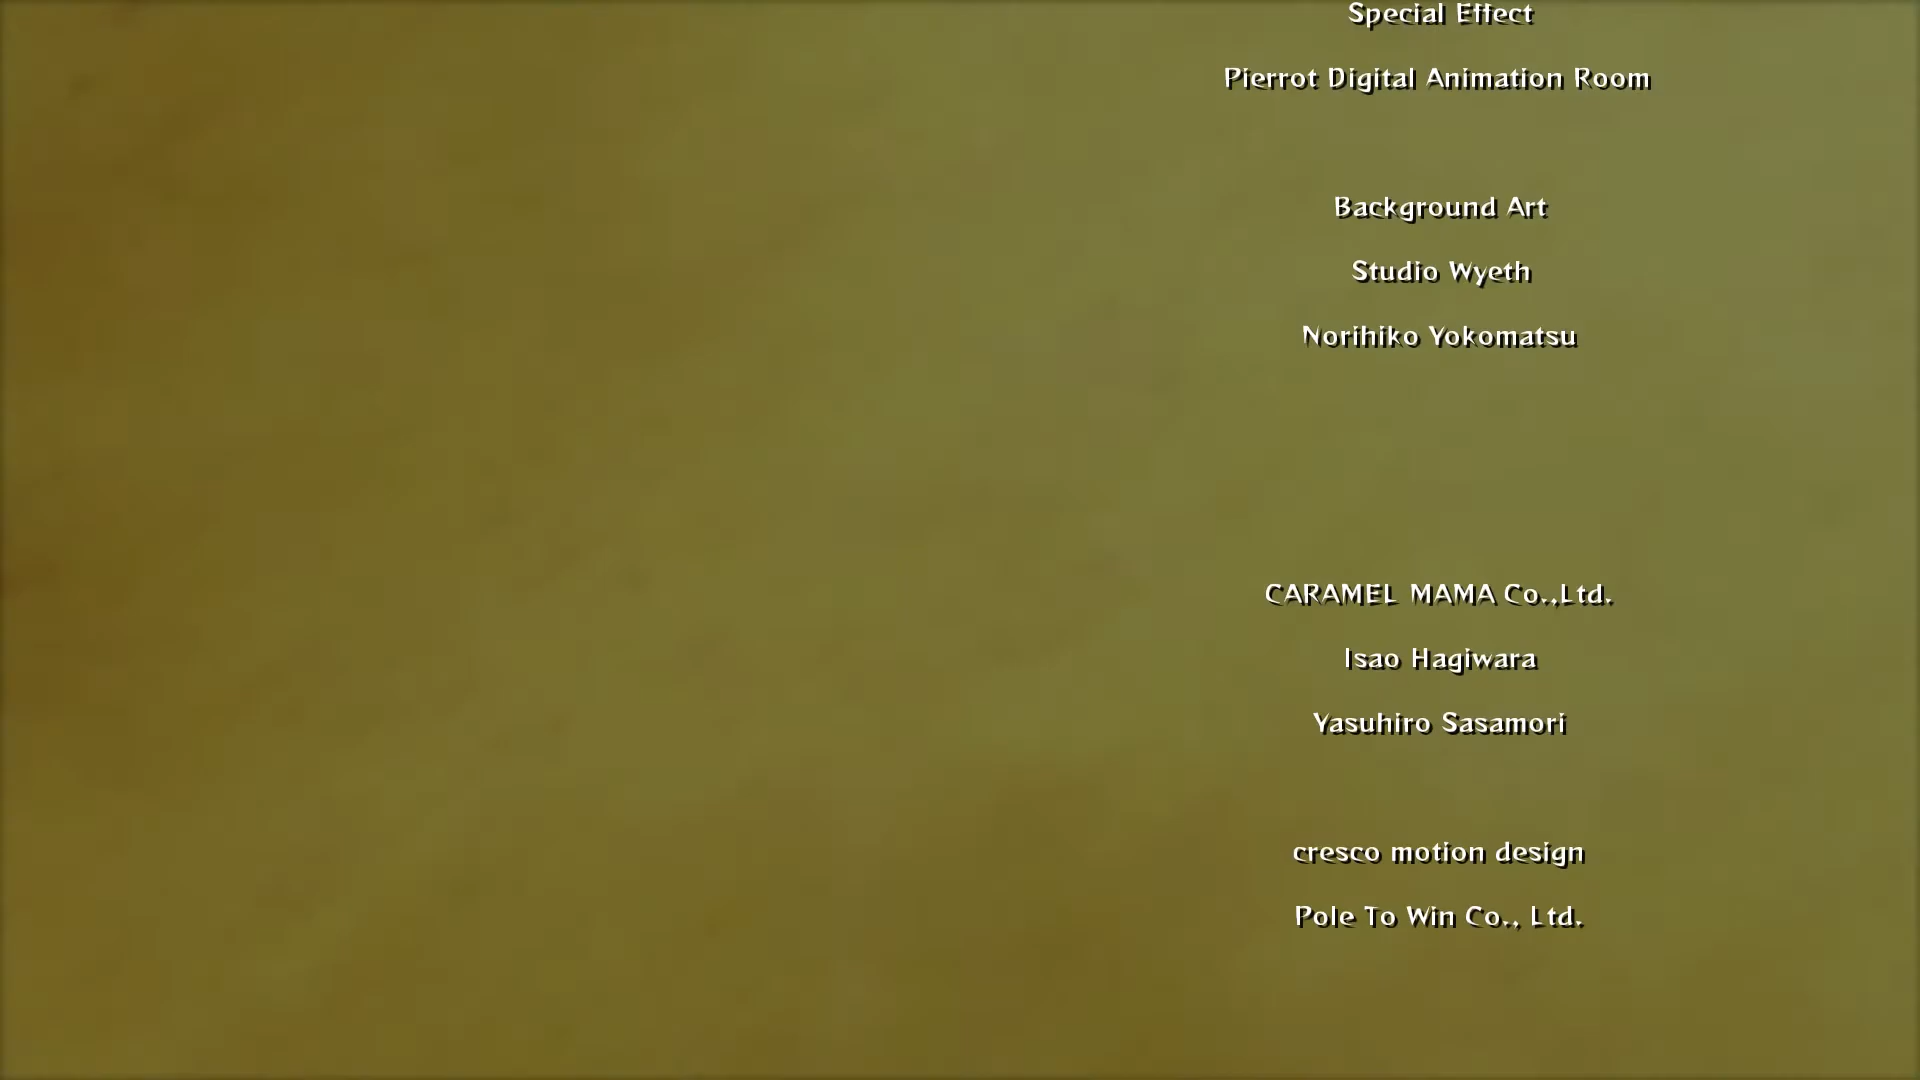 Special Effect
Pierrot Digital Animation Room
Background Art
Studio Wyeth
Norihiko Yokomatsu
CARAMEL MAMA Co.,Ltd.
Isao Hagiwara
Yasuhiro Sasamori
cresco motion design
Pole To Win Co., Ltd.